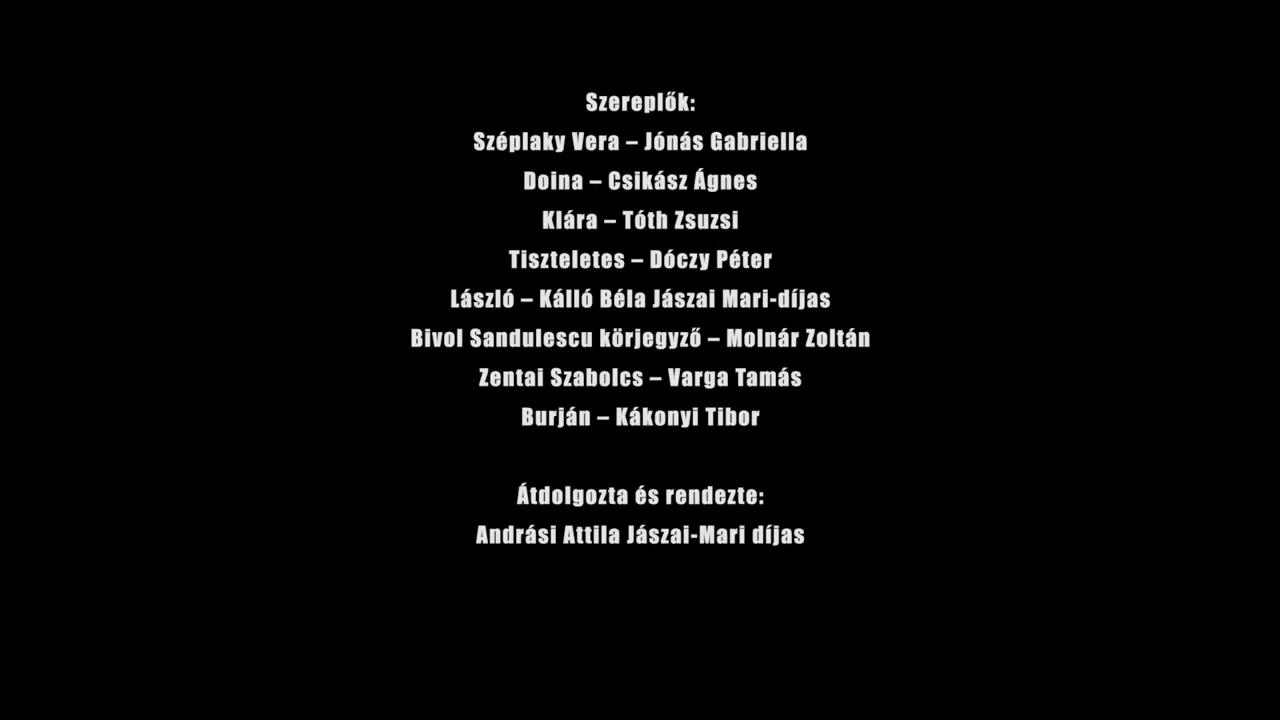 Szereplők:
Széplaky Vera – Jónás Gabriella
Doina – Csikász Ágnes
Klára – Tóth Zsuzsi
Tiszteletes – Dóczy Péter
László – Kálló Béla Jászai Mari-díjas
Bivol Sandulescu körjegyző – Molnár Zoltán
Zentai Szabolcs – Varga Tamás
Burján – Kákonyi Tibor
Átdolgozta és rendezte:
Andrási Attila Jászai-Mari díjas